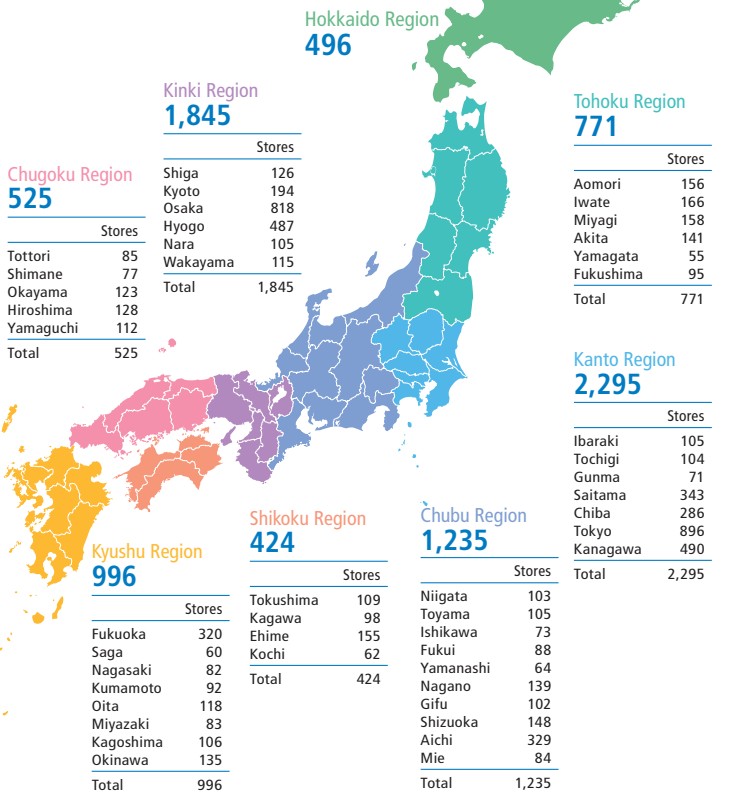 Hokkaido Region
496
Kinki Region
1,845
Stores
Shiga 126
Kyoto 194
Osaka 818
Hyogo 487
Nara 105
Wakayama 115
Total 1,845
Tohoku Region
771
Stores
Aomori 156
Iwate 166
Miyagi 158
Akita 141
Yamagata 55
Fukushima 95
Total 771
Chugoku Region
525
Stores
Tottori 85
Shimane 77
Okayama 123
Hiroshima 128
Yamaguchi 112
Total 525
Kanto Region
2,295
Stores
Ibaraki 105
Tochigi 104
Gunma 71
Saitama 343
Chiba 286
Tokyo 896
Kanagawa 490
Total 2,295
Kyushu Region
996
Stores
Fukuoka 320
Saga 60
Nagasaki 82
Kumamoto 92
Oita 118
Miyazaki 83
Kagoshima 106
Okinawa 135
Total 996
Shikoku Region
424
Stores
Tokushima 109
Kagawa 98
Ehime 155
Kochi 62
Total 424
Chubu Region
1,235
Stores
Niigata 103
Toyama 105
Ishikawa 73
Fukui 88
Yamanashi 64
Nagano 139
Gifu 102
Shizuoka 148
Aichi 329
Mie 84
Total 1,235